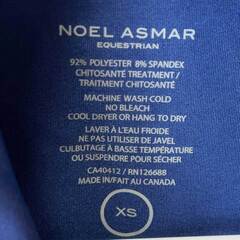 NOEL ASMAR
EQUESTRIAN
92% POLYESTER 8% SPANDEX
CHITOSANTE TREATMENT /
TRAITMENT CHITOSANTÉ
MACHINE WASH COLD
NO BLEACH
COOL DRYER OR HANG TO DRY
LAVER À L'EAU FROIDE
NE PAS UTILISER DE JAVEL
CULBUTAGE À BASSE TEMPÉRATURE
OU SUSPENDRE POUR SÉCHER
CA40412 / RN126688
MADE IN/FAIT AU CANADA
XS